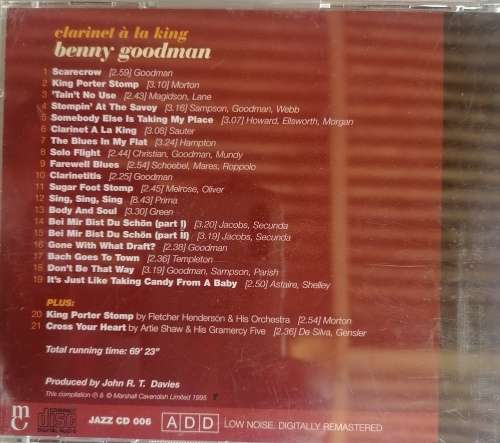 clarinet à la king
benny goodman
1 Scarecrow [2.59] Goodman
2 King Porter Stomp [3.10] Morton
3 'Tain't No Use [2.43] Magidson, Lane
4 Stompin' At The Savoy [3.16] Sampson, Goodman, Webb
5 Somebody Else Is Taking My Place [3.07] Howard, Ellsworth, Morgan
6 Clarinet A La King [3.08] Sauter
7 The Blues In My Flat [3.24] Hampton
8 Solo Flight [2.44] Christian, Goodman, Mundy
9 Farewell Blues [2.54] Schoebel, Mares, Roppolo
10 Clarinetitis [2.25] Goodman
11 Sugar Foot Stomp [2.45] Melrose, Oliver
12 Sing, Sing, Sing [8.43] Prima
13 Body And Soul [3.30] Green
14 Bei Mir Bist Du Schön (part I) [3.20] Jacobs, Secunda
15 Bei Mir Bist Du Schön (part II) [3.19] Jacobs, Secunda
16 Gone With What Draft? [2.38] Goodman
17 Bach Goes To Town [2.36] Templeton
18 Don't Be That Way [3.19] Goodman, Sampson, Parish
19 It's Just Like Taking Candy From A Baby [2.50] Astaire, Shelley
PLUS:
20 King Porter Stomp by Fletcher Henderson & His Orchestra [2.54] Morton
21 Cross Your Heart by Artie Shaw & His Gramercy Five [2.36] De Silva, Gensler
Total running time: 69' 23"
Produced by John R. T. Davies
This compilation ℗ & © Marshall Cavendish Limited 1995
mc COMPACT disc DIGITAL AUDIO JAZZ CD 006 ADD LOW NOISE. DIGITALLY REMASTERED